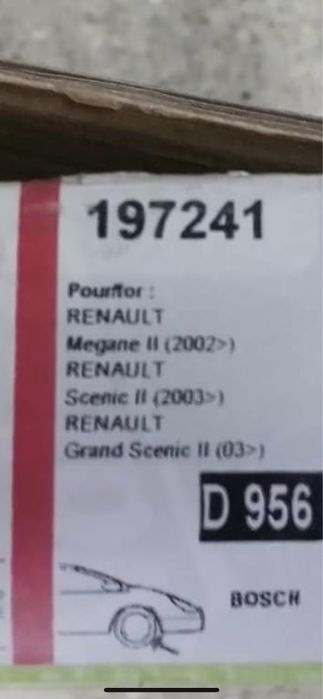 197241
Pour/for :
RENAULT
Megane II (2002>)
RENAULT
Scenic II (2003>)
RENAULT
Grand Scenic II (03>)
D 956
BOSCH